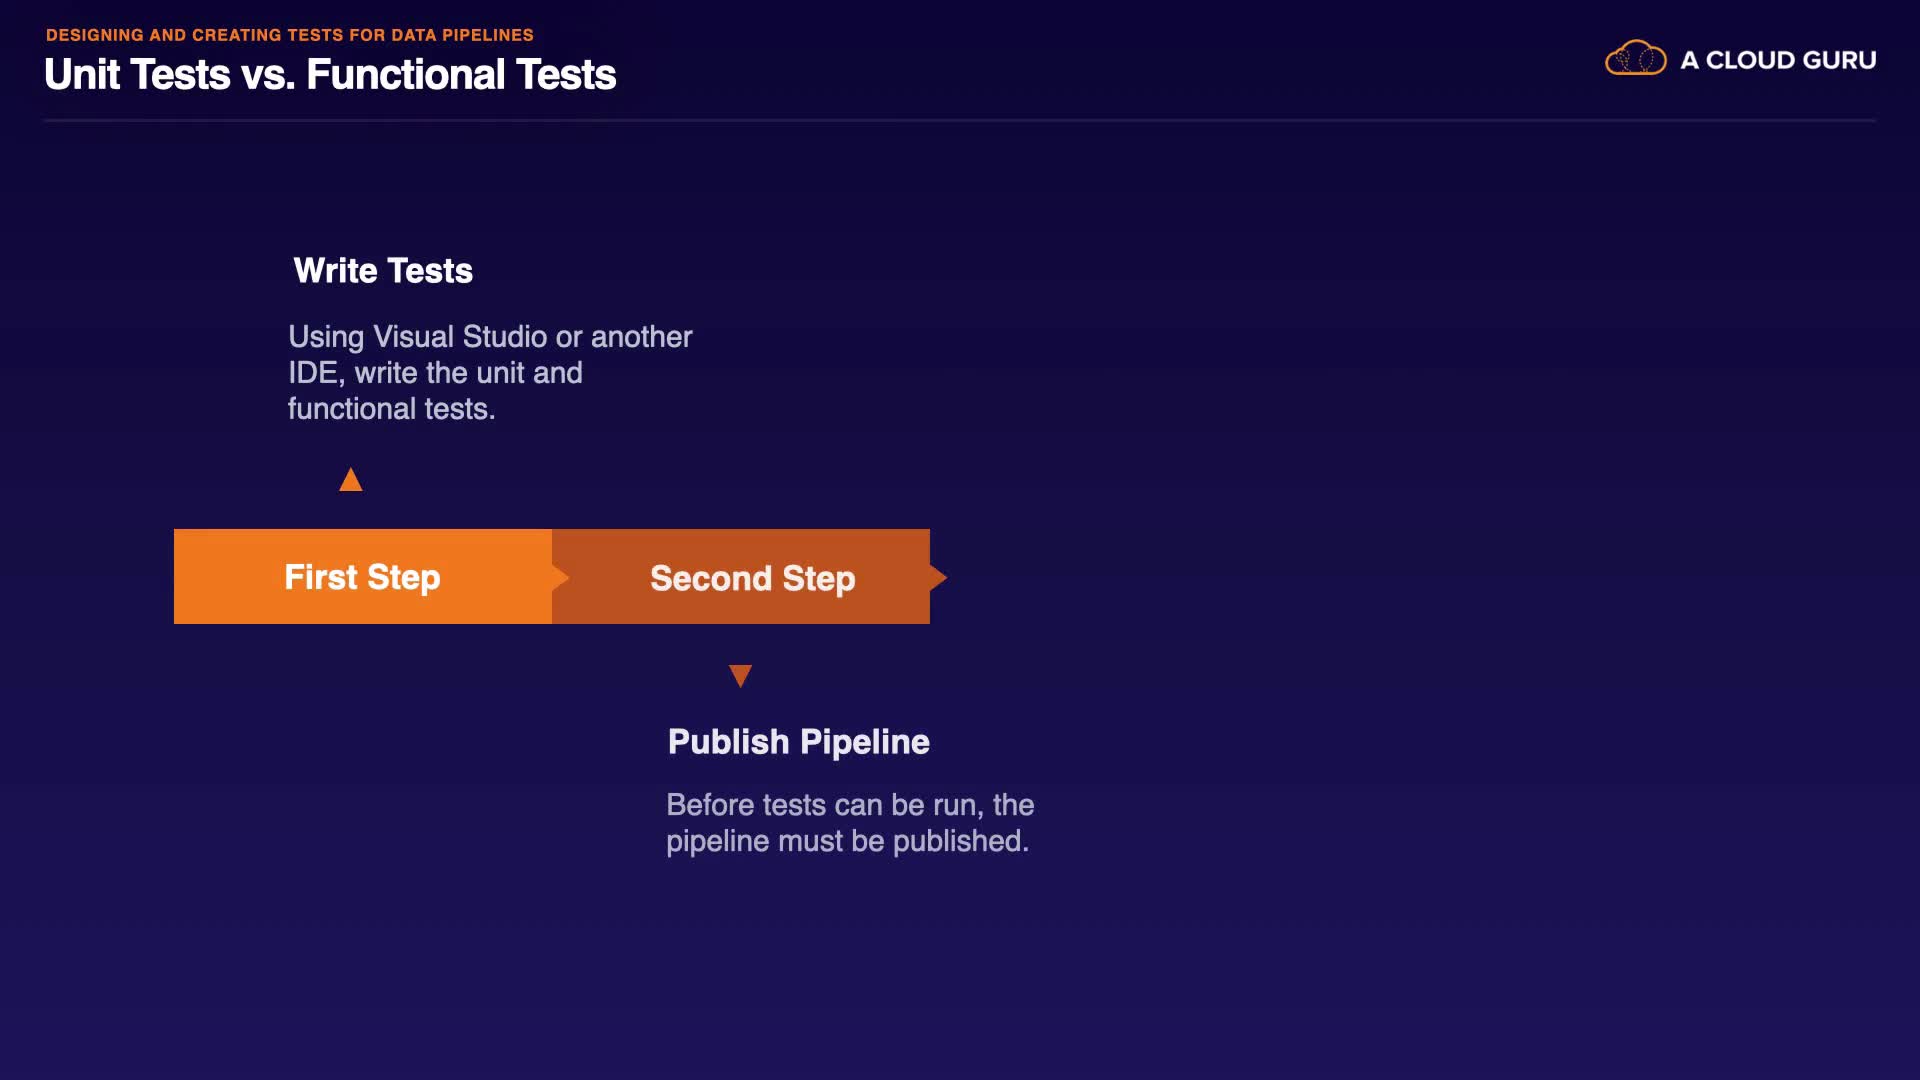 DESIGNING AND CREATING TESTS FOR DATA PIPELINES
Unit Tests vs. Functional Tests
A CLOUD GURU
Write Tests
Using Visual Studio or another
IDE, write the unit and
functional tests.
First Step
Second Step
Publish Pipeline
Before tests can be run, the
pipeline must be published.